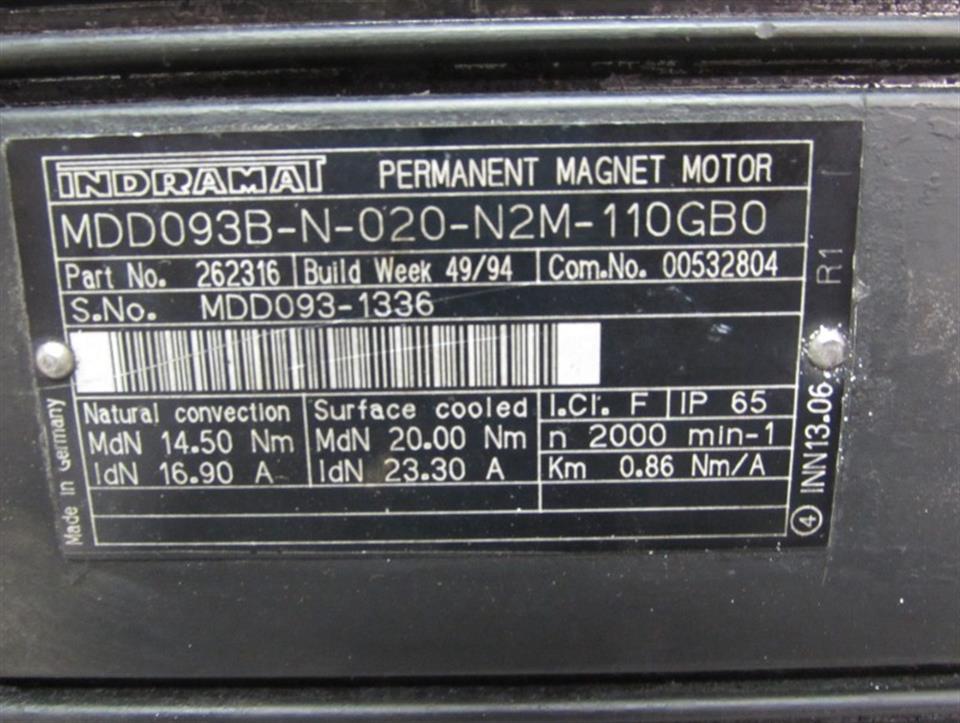 INDRAMAT PERMANENT MAGNET MOTOR
MDD093B-N-020-N2M-110GB0
Part No. 262316 Build Week 49/94 Com.No. 00532804
S.No. MDD093-1336
Natural convection Surface cooled I.Cl. F IP 65
MdN 14.50 Nm MdN 20.00 Nm n 2000 min-1
IdN 16.90 A IdN 23.30 A Km 0.86 Nm/A
Made in Germany
④ INN13.06 R1